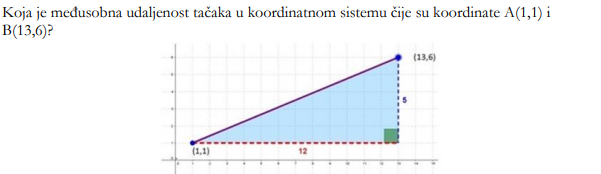 Koja je međusobna udaljenost tačaka u koordinatnom sistemu čije su koordinate A(1,1) i
B(13,6)?
(13,6)
5
(1,1)
12